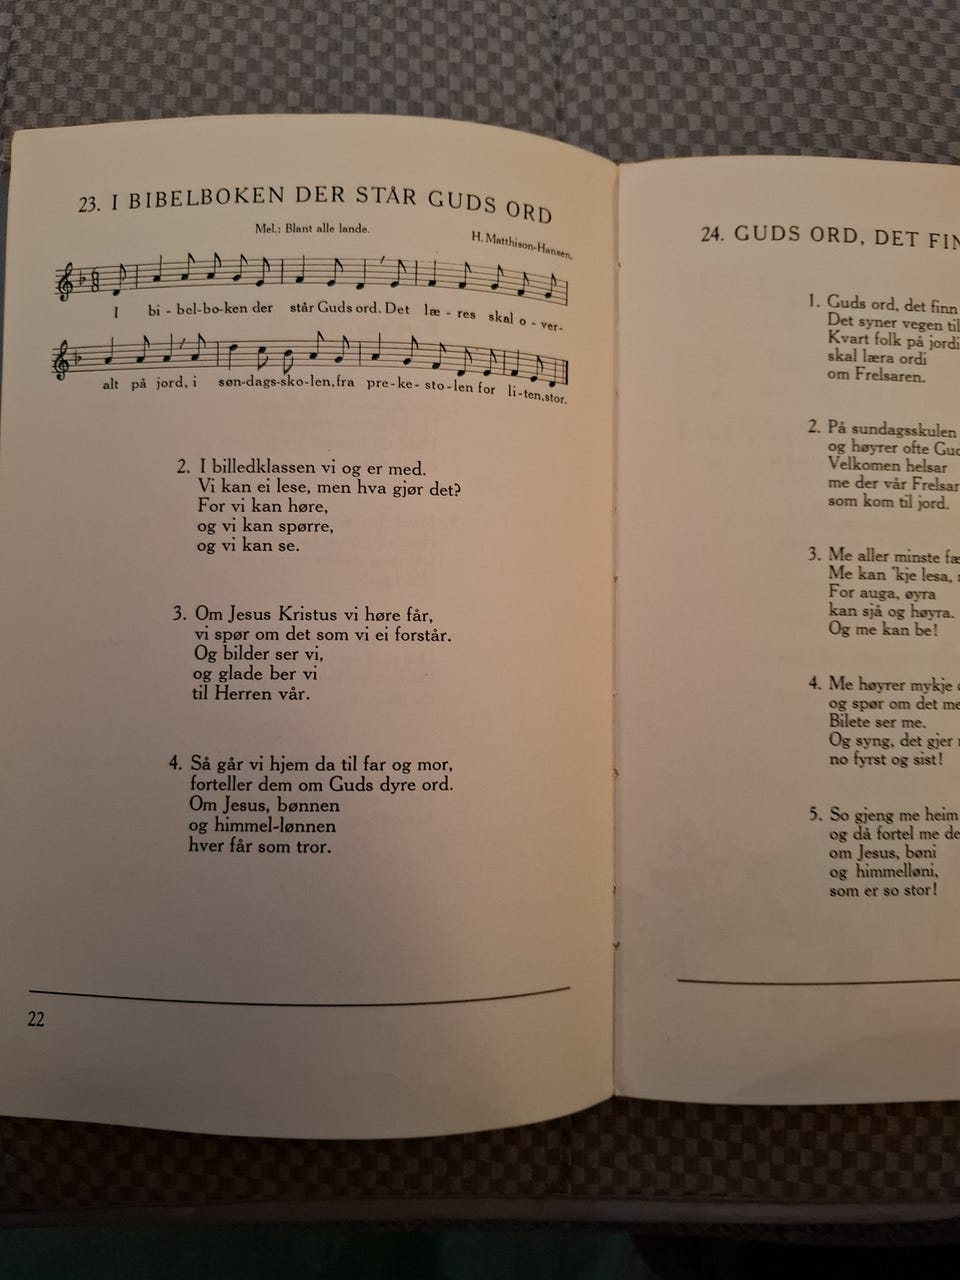 23. I BIBELBOKEN DER STÅR GUDS ORD
Mel.: Blant alle lande.
H. Matthison-Hansen.
I bi - bel-bo-ken der står Guds ord. Det læ - res skal o - ver-
alt på jord, i søn-dags-sko-len, fra pre-ke-sto-len for li-ten, stor.
2. I billedklassen vi og er med.
Vi kan ei lese, men hva gjør det?
For vi kan høre,
og vi kan spørre,
og vi kan se.
3. Om Jesus Kristus vi høre får,
vi spør om det som vi ei forstår.
Og bilder ser vi,
og glade ber vi
til Herren vår.
4. Så går vi hjem da til far og mor,
forteller dem om Guds dyre ord.
Om Jesus, bønnen
og himmel-lønnen
hver får som tror.
22
24. GUDS ORD, DET FIN
1. Guds ord, det finn
Det syner vegen til
Kvart folk på jordi
skal læra ordi
om Frelsaren.
2. På sundagsskulen
og høyrer ofte Gud
Velkomen helsar
me der vår Frelsar
som kom til jord.
3. Me aller minste fæ
Me kan 'kje lesa,
For auga, øyra
kan sjå og høyra.
Og me kan be!
4. Me høyrer mykje
og spør om det me
Bilete ser me.
Og syng, det gjer
no fyrst og sist!
5. So gjeng me heim
og då fortel me de
om Jesus, bøni
og himmelløni,
som er so stor!